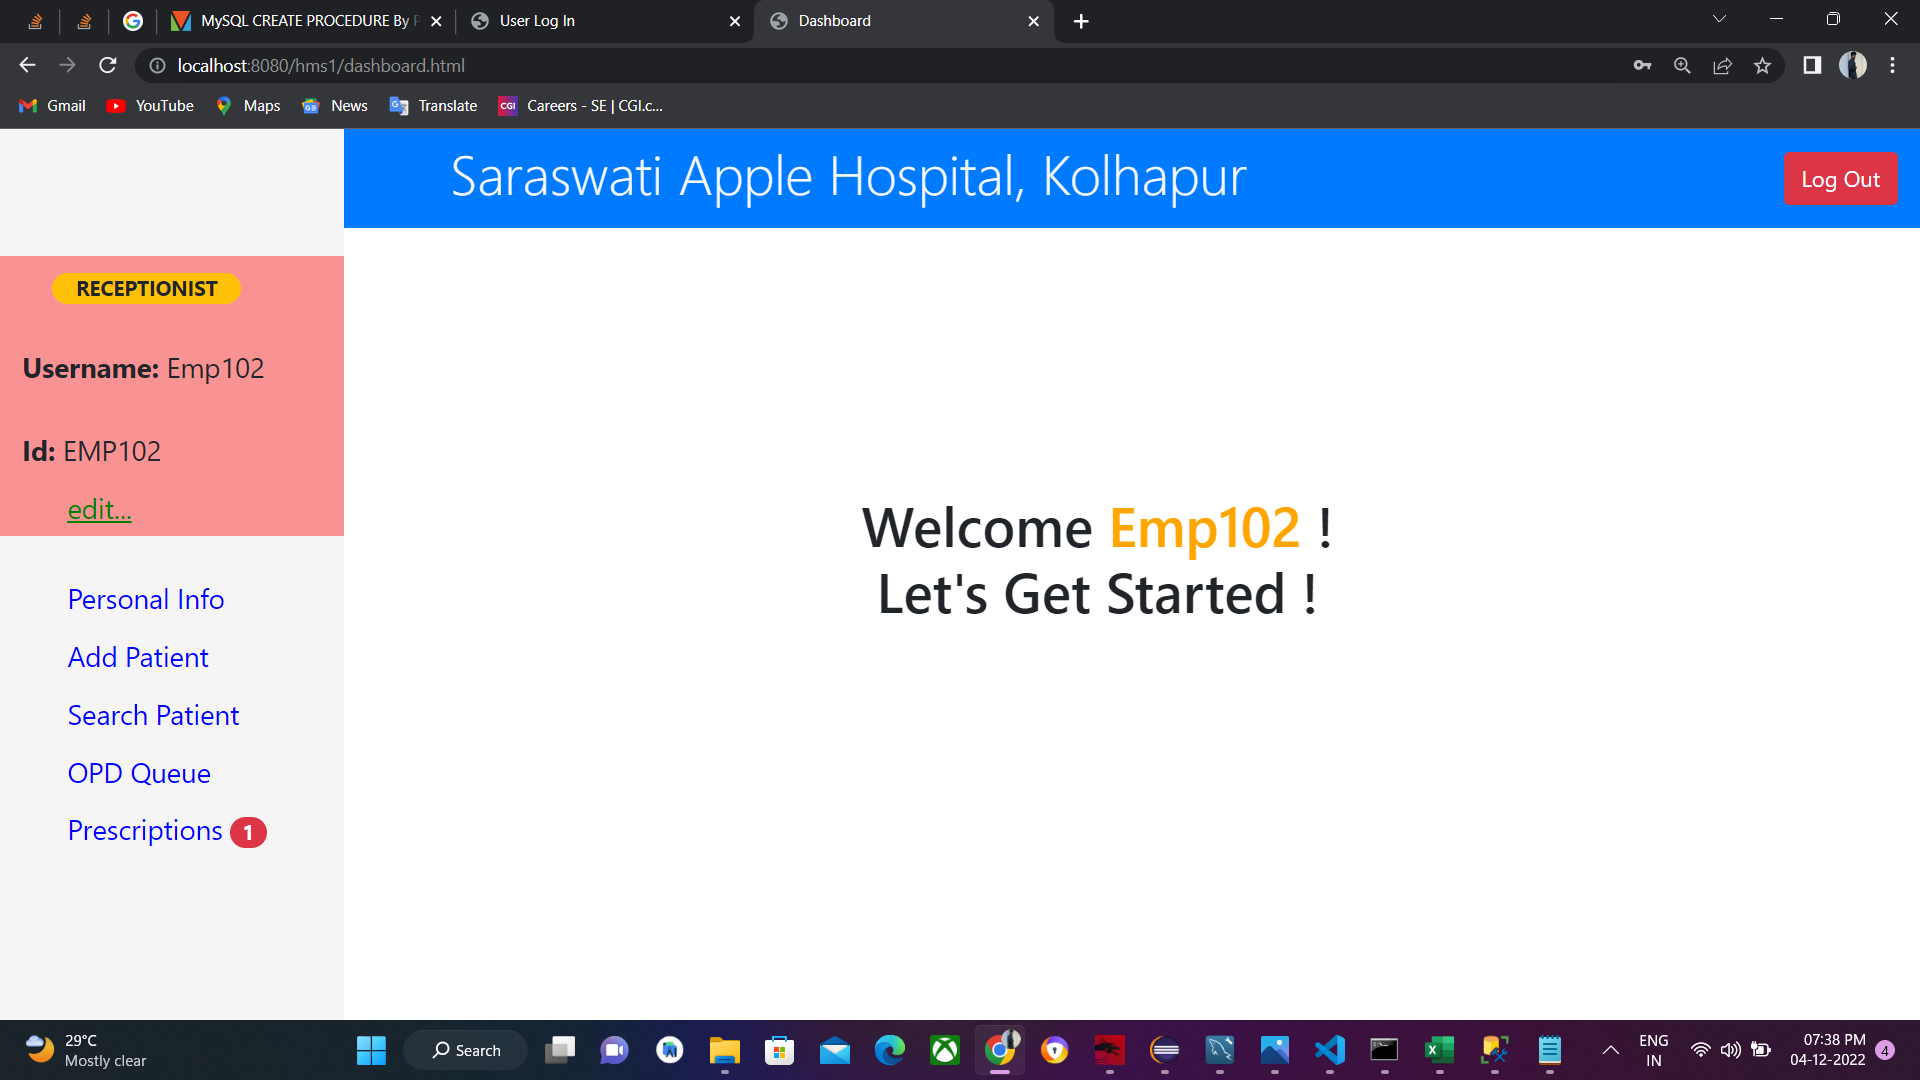 MySQL CREATE PROCEDURE By
User Log In
Dashboard
localhost:8080/hms1/dashboard.html
Gmail
YouTube
Maps
News
Translate
CGI
Careers - SE | CGI.c...
Saraswati Apple Hospital, Kolhapur
Log Out
RECEPTIONIST
Username: Emp102
Id: EMP102
edit...
Personal Info
Add Patient
Search Patient
OPD Queue
Prescriptions 1
Welcome Emp102 !
Let's Get Started !
29°C
Mostly clear
Search
ENG
IN
07:38 PM
04-12-2022
4